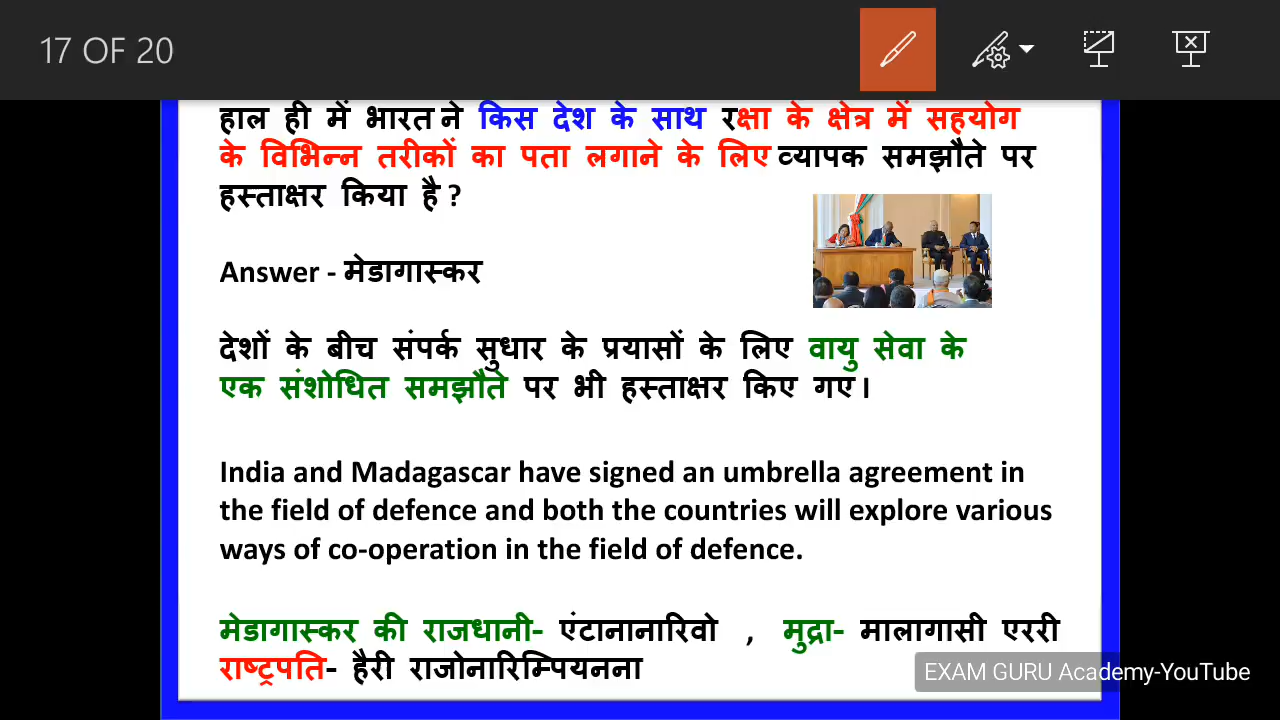 17 OF 20
हाल ही में भारत ने किस देश के साथ रक्षा के क्षेत्र में सहयोग
के विभिन्न तरीकों का पता लगाने के लिए व्यापक समझौते पर
हस्ताक्षर किया है ?
Answer - मेडागास्कर
देशों के बीच संपर्क सुधार के प्रयासों के लिए वायु सेवा के
एक संशोधित समझौते पर भी हस्ताक्षर किए गए।
India and Madagascar have signed an umbrella agreement in
the field of defence and both the countries will explore various
ways of co-operation in the field of defence.
मेडागास्कर की राजधानी- एंटानानारिवो , मुद्रा- मालागासी एररी
राष्ट्रपति- हैरी राजोनारिम्पियनना
EXAM GURU Academy-YouTube